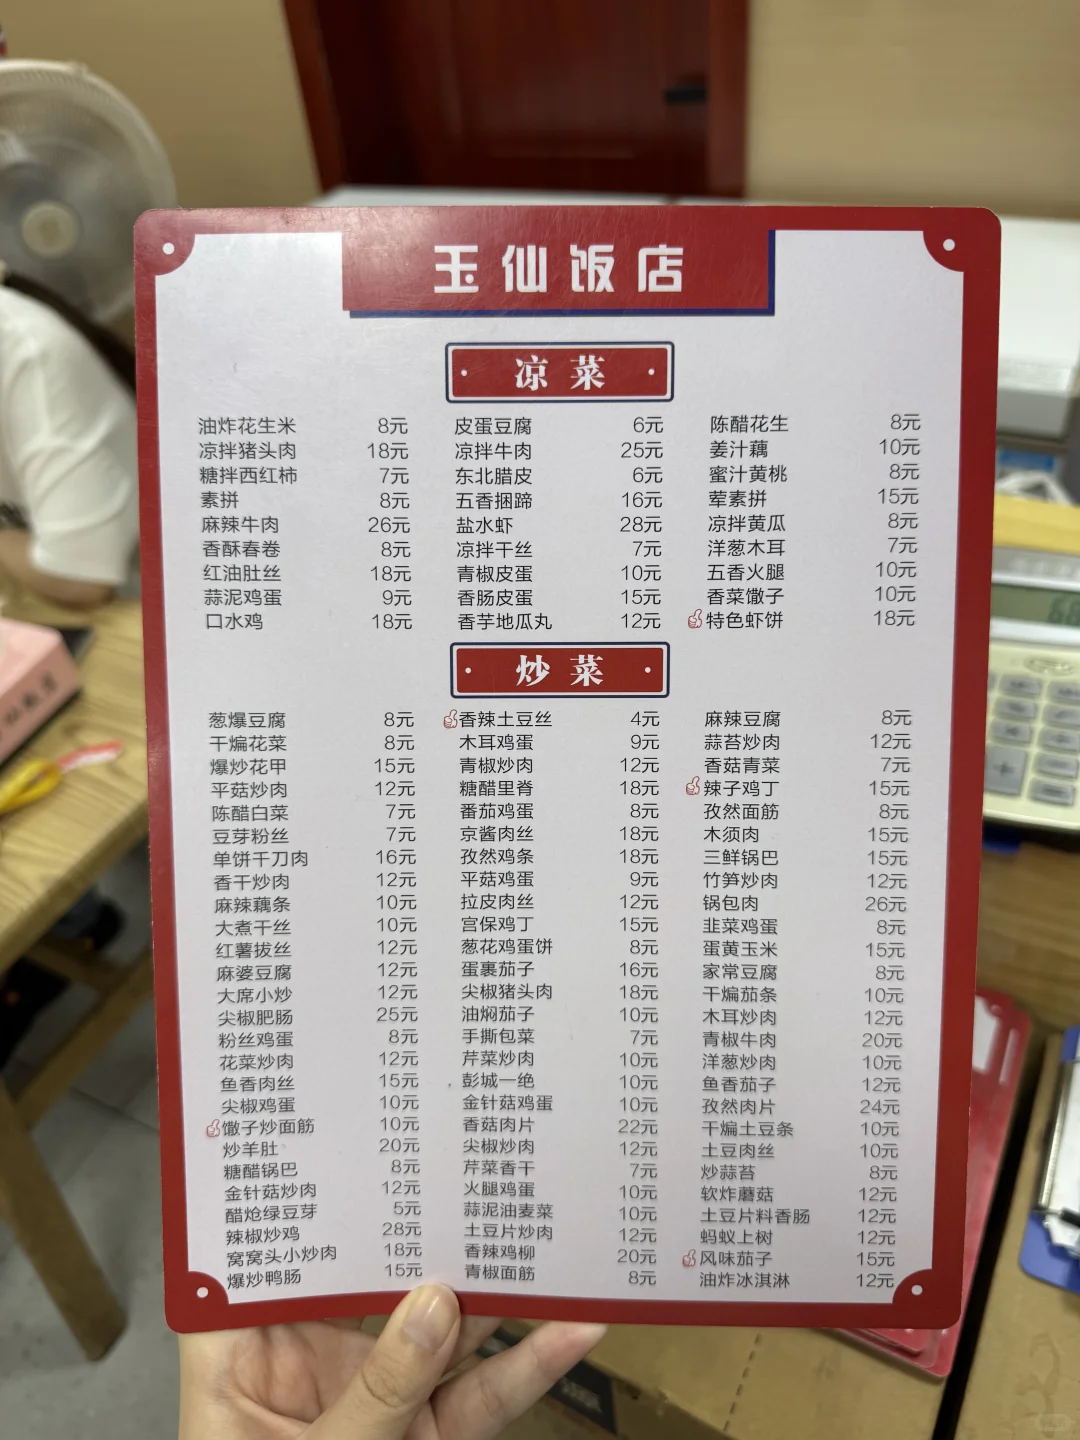 玉仙饭店
凉菜
油炸花生米 8元 皮蛋豆腐 6元 陈醋花生 8元
凉拌猪头肉 18元 凉拌牛肉 25元 姜汁藕 10元
糖拌西红柿 7元 东北腊皮 6元 蜜汁黄桃 8元
素拼 8元 五香捆蹄 16元 荤素拼 15元
麻辣牛肉 26元 盐水虾 28元 凉拌黄瓜 8元
香酥春卷 8元 凉拌干丝 7元 洋葱木耳 7元
红油肚丝 18元 青椒皮蛋 10元 五香火腿 10元
蒜泥鸡蛋 9元 香肠皮蛋 15元 香菜馓子 10元
口水鸡 18元 香芋地瓜丸 12元 特色虾饼 18元
炒菜
葱爆豆腐 8元 香辣土豆丝 4元 麻辣豆腐 8元
干煸花菜 8元 木耳鸡蛋 9元 蒜苔炒肉 12元
爆炒花甲 15元 青椒炒肉 12元 香菇青菜 7元
平菇炒肉 12元 糖醋里脊 18元 辣子鸡丁 15元
陈醋白菜 7元 番茄鸡蛋 8元 孜然面筋 8元
豆芽粉丝 7元 京酱肉丝 18元 木须肉 15元
单饼千刀肉 16元 孜然鸡条 18元 三鲜锅巴 15元
香干炒肉 12元 平菇鸡蛋 9元 竹笋炒肉 12元
麻辣藕条 10元 拉皮肉丝 12元 锅包肉 26元
大煮干丝 10元 宫保鸡丁 15元 韭菜鸡蛋 8元
红薯拔丝 12元 葱花鸡蛋饼 8元 蛋黄玉米 15元
麻婆豆腐 12元 蛋裹茄子 16元 家常豆腐 8元
大席小炒 12元 尖椒猪头肉 18元 干煸茄条 10元
尖椒肥肠 25元 油焖茄子 10元 木耳炒肉 12元
粉丝鸡蛋 8元 手撕包菜 7元 青椒牛肉 20元
花菜炒肉 12元 芹菜炒肉 10元 洋葱炒肉 10元
鱼香肉丝 15元 彭城一绝 10元 鱼香茄子 12元
尖椒鸡蛋 10元 金针菇鸡蛋 10元 孜然肉片 24元
馓子炒面筋 10元 香菇肉片 22元 干煸土豆条 10元
炒羊肚 20元 尖椒炒肉 12元 土豆肉丝 10元
糖醋锅巴 8元 芹菜香干 7元 炒蒜苔 8元
金针菇炒肉 12元 火腿鸡蛋 10元 软炸蘑菇 12元
醋炝绿豆芽 5元 蒜泥油麦菜 10元 土豆片料香肠 12元
辣椒炒鸡 28元 土豆片炒肉 12元 蚂蚁上树 12元
窝窝头小炒肉 18元 香辣鸡柳 20元 风味茄子 15元
爆炒鸭肠 15元 青椒面筋 8元 油炸冰淇淋 12元